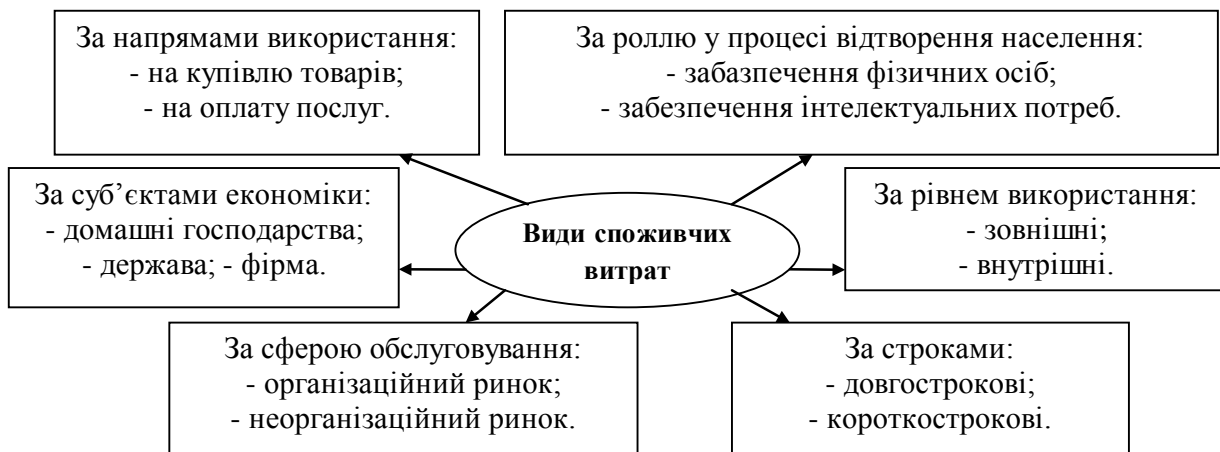 За напрямами використання:
- на купівлю товарів;
- на оплату послуг.
За роллю у процесі відтворення населення:
- забазпечення фізичних осіб;
- забезпечення інтелектуальних потреб.
За суб’єктами економіки:
- домашні господарства;
- держава; - фірма.
Види споживчих
витрат
За рівнем використання:
- зовнішні;
- внутрішні.
За сферою обслуговування:
- організаційний ринок;
- неорганізаційний ринок.
За строками:
- довгострокові;
- короткострокові.